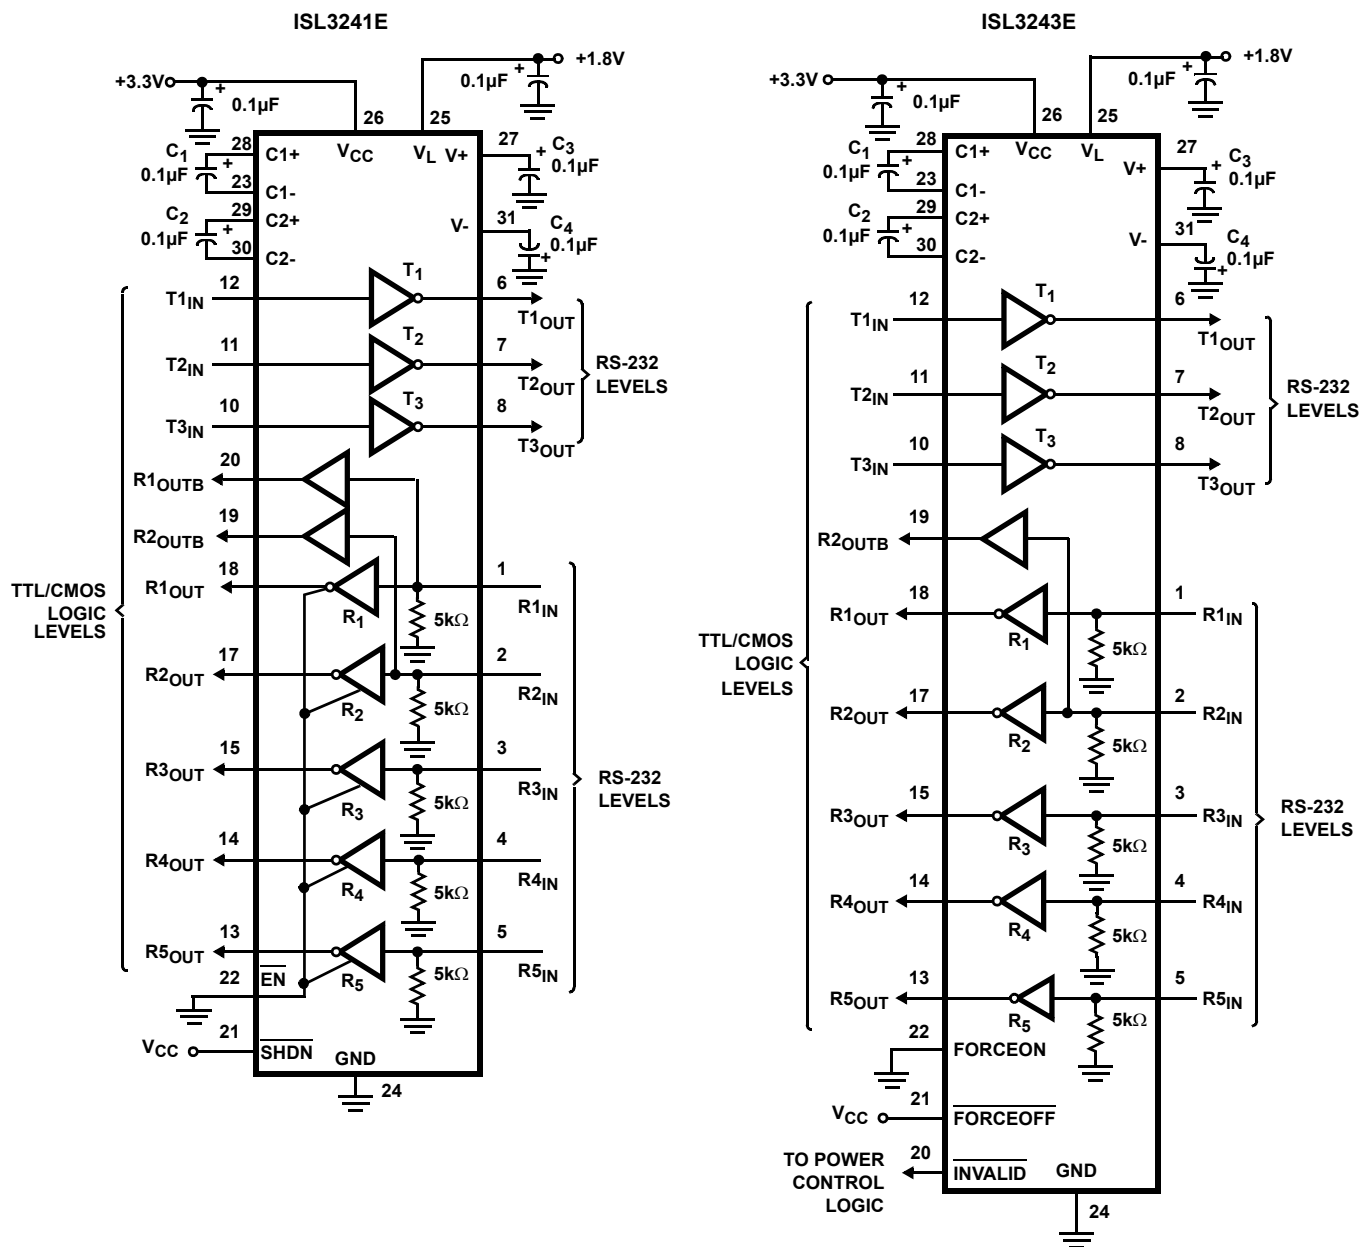 ISL3241E
+3.3V
0.1µF
+
+1.8V
0.1µF
+
26
25
VCC
VL
28
C1+
C1
0.1µF
+
23
C1-
29
C2+
C2
0.1µF
+
30
C2-
27
V+
+
C3
0.1µF
31
V-
C4
0.1µF
+
12
T1IN
T1
6
T1OUT
11
T2IN
T2
7
T2OUT
10
T3IN
T3
8
T3OUT
RS-232
LEVELS
20
R1OUTB
19
R2OUTB
18
R1OUT
R1
1
R1IN
5kΩ
17
R2OUT
R2
2
R2IN
5kΩ
15
R3OUT
R3
3
R3IN
5kΩ
14
R4OUT
R4
4
R4IN
5kΩ
13
R5OUT
R5
5
R5IN
5kΩ
TTL/CMOS
LOGIC
LEVELS
RS-232
LEVELS
22
EN
21
VCC
SHDN
GND
24
ISL3243E
+3.3V
0.1µF
+
+1.8V
0.1µF
+
26
25
VCC
VL
28
C1+
C1
0.1µF
+
23
C1-
29
C2+
C2
0.1µF
+
30
C2-
27
V+
+
C3
0.1µF
31
V-
C4
0.1µF
+
12
T1IN
T1
6
T1OUT
11
T2IN
T2
7
T2OUT
10
T3IN
T3
8
T3OUT
RS-232
LEVELS
19
R2OUTB
18
R1OUT
R1
1
R1IN
5kΩ
17
R2OUT
R2
2
R2IN
5kΩ
15
R3OUT
R3
3
R3IN
5kΩ
14
R4OUT
R4
4
R4IN
5kΩ
13
R5OUT
R5
5
R5IN
5kΩ
TTL/CMOS
LOGIC
LEVELS
RS-232
LEVELS
22
FORCEON
21
VCC
FORCEOFF
20
TO POWER
CONTROL
LOGIC
INVALID
GND
24